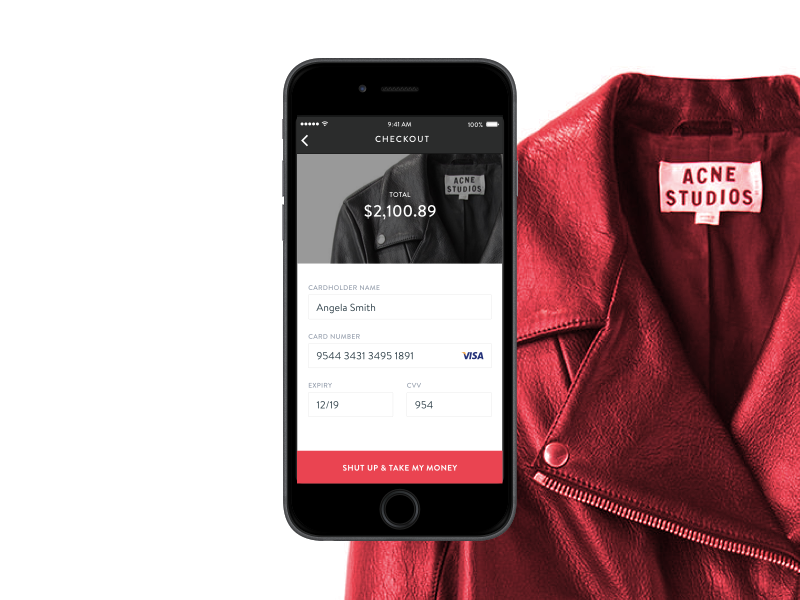 9:41 AM
100%
CHECKOUT
ACNE
STUDIOS
TOTAL
$2,100.89
CARDHOLDER NAME
Angela Smith
CARD NUMBER
9544 3431 3495 1891
VISA
EXPIRY
CVV
12/19
954
SHUT UP & TAKE MY MONEY
ACNE
STUDIOS